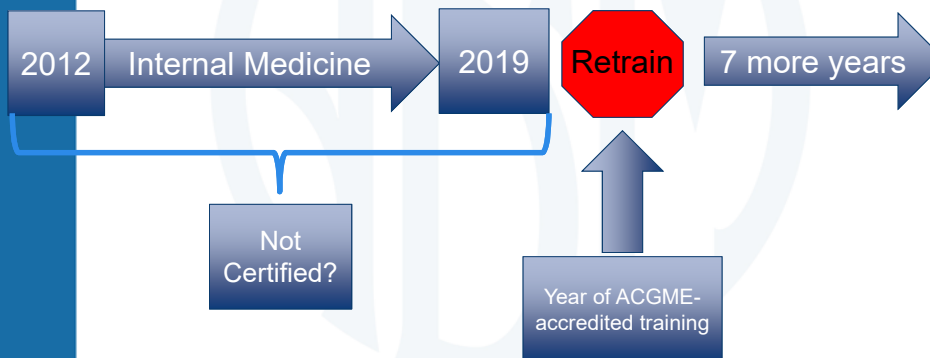 2012
Internal Medicine
2019
Retrain
7 more years
Not
Certified?
Year of ACGME-
accredited training